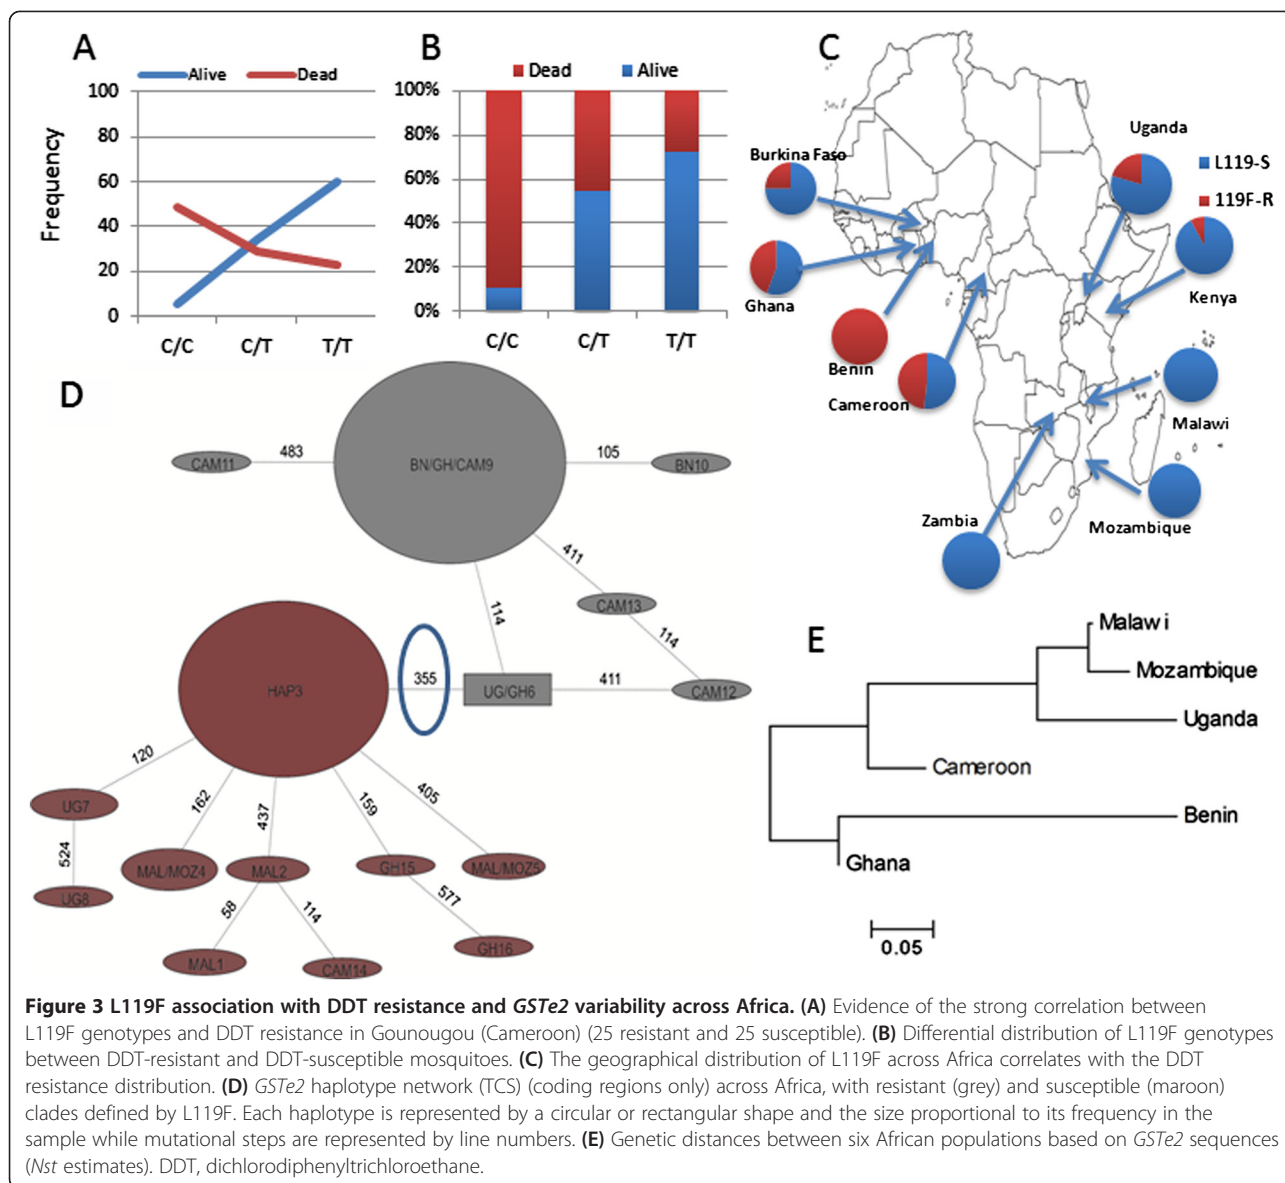 A
Alive Dead
Frequency
100
80
60
40
20
0
C/C C/T T/T
B
Dead Alive
100%
80%
60%
40%
20%
0%
C/C C/T T/T
C
Uganda
L119-S
119F-R
Burkina Faso
Ghana
Benin
Cameroon
Kenya
Malawi
Mozambique
Zambia
D
CAM11
483
BN/GH/CAM9
105
BN10
411
114
CAM13
114
HAP3
355
UG/GH6
411
CAM12
120
162
437
159
405
UG7
524
UG8
MAL/MOZ4
MAL2
GH15
MAL/MOZ5
58
114
577
MAL1
CAM14
GH16
E
Malawi
Mozambique
Uganda
Cameroon
Benin
Ghana
0.05
Figure 3 L119F association with DDT resistance and GSTe2 variability across Africa. (A) Evidence of the strong correlation between
L119F genotypes and DDT resistance in Gounougou (Cameroon) (25 resistant and 25 susceptible). (B) Differential distribution of L119F genotypes
between DDT-resistant and DDT-susceptible mosquitoes. (C) The geographical distribution of L119F across Africa correlates with the DDT
resistance distribution. (D) GSTe2 haplotype network (TCS) (coding regions only) across Africa, with resistant (grey) and susceptible (maroon)
clades defined by L119F. Each haplotype is represented by a circular or rectangular shape and the size proportional to its frequency in the
sample while mutational steps are represented by line numbers. (E) Genetic distances between six African populations based on GSTe2 sequences
(Nst estimates). DDT, dichlorodiphenyltrichloroethane.